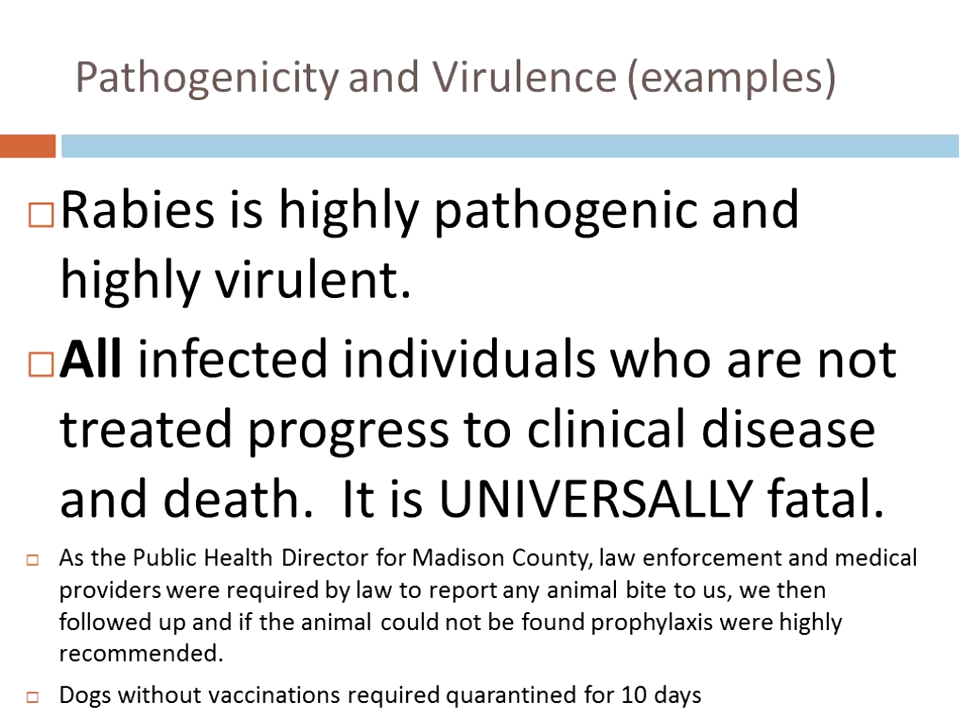 Pathogenicity and Virulence (examples)
Rabies is highly pathogenic and
highly virulent.
All infected individuals who are not
treated progress to clinical disease
and death.  It is UNIVERSALLY fatal.
As the Public Health Director for Madison County, law enforcement and medical
providers were required by law to report any animal bite to us, we then
followed up and if the animal could not be found prophylaxis were highly
recommended.
Dogs without vaccinations required quarantined for 10 days